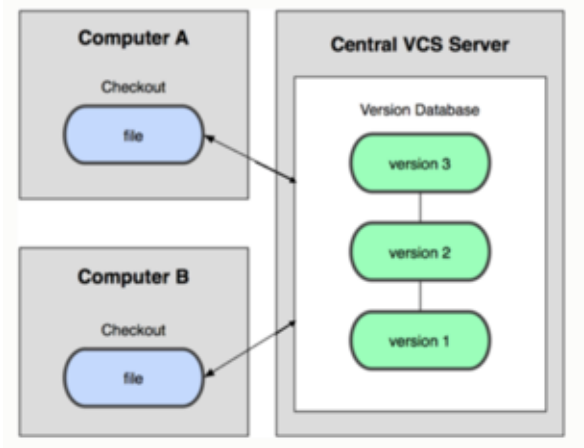 Computer A
Checkout
file
Central VCS Server
Version Database
version 3
version 2
version 1
Computer B
Checkout
file